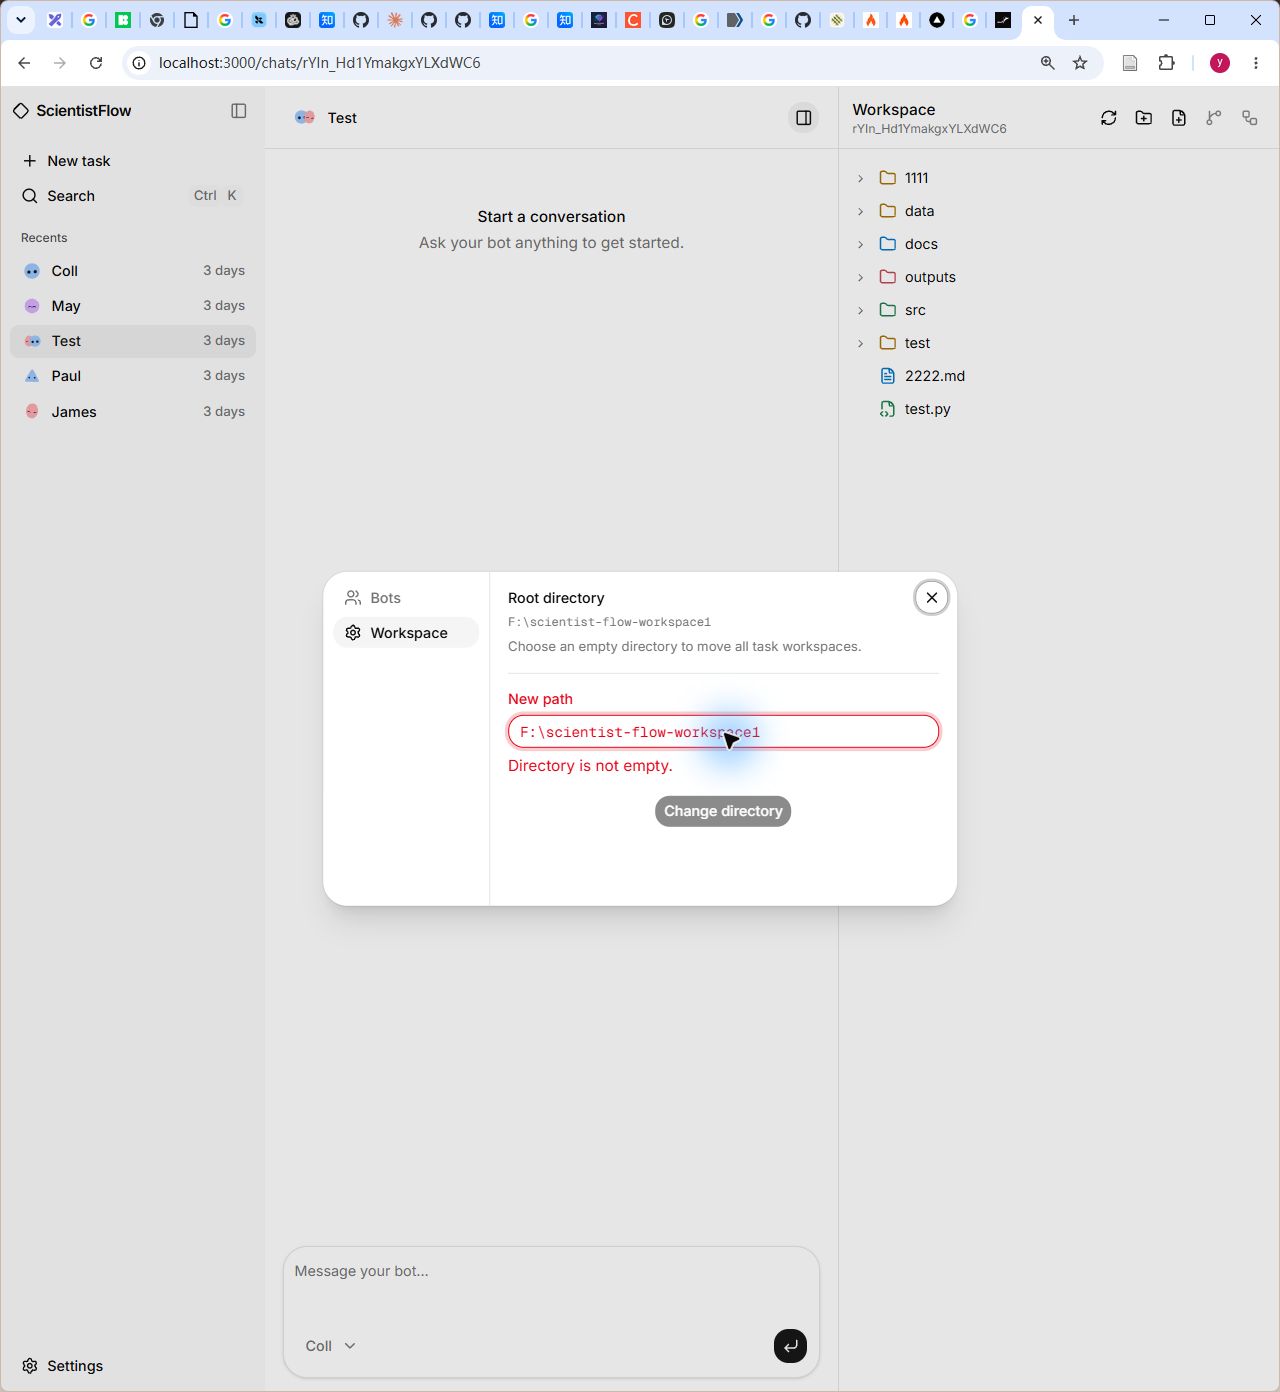 localhost:3000/chats/rYln_Hd1YmakgxYLXdWC6
y
ScientistFlow
New task
Search Ctrl K
Recents
Coll 3 days
May 3 days
Test 3 days
Paul 3 days
James 3 days
Settings
Test
Start a conversation
Ask your bot anything to get started.
Message your bot...
Coll
Workspace
rYln_Hd1YmakgxYLXdWC6
1111
data
docs
outputs
src
test
2222.md
test.py
Bots
Workspace
Root directory
F:\scientist-flow-workspace1
Choose an empty directory to move all task workspaces.
New path
F:\scientist-flow-workspace1
Directory is not empty.
Change directory